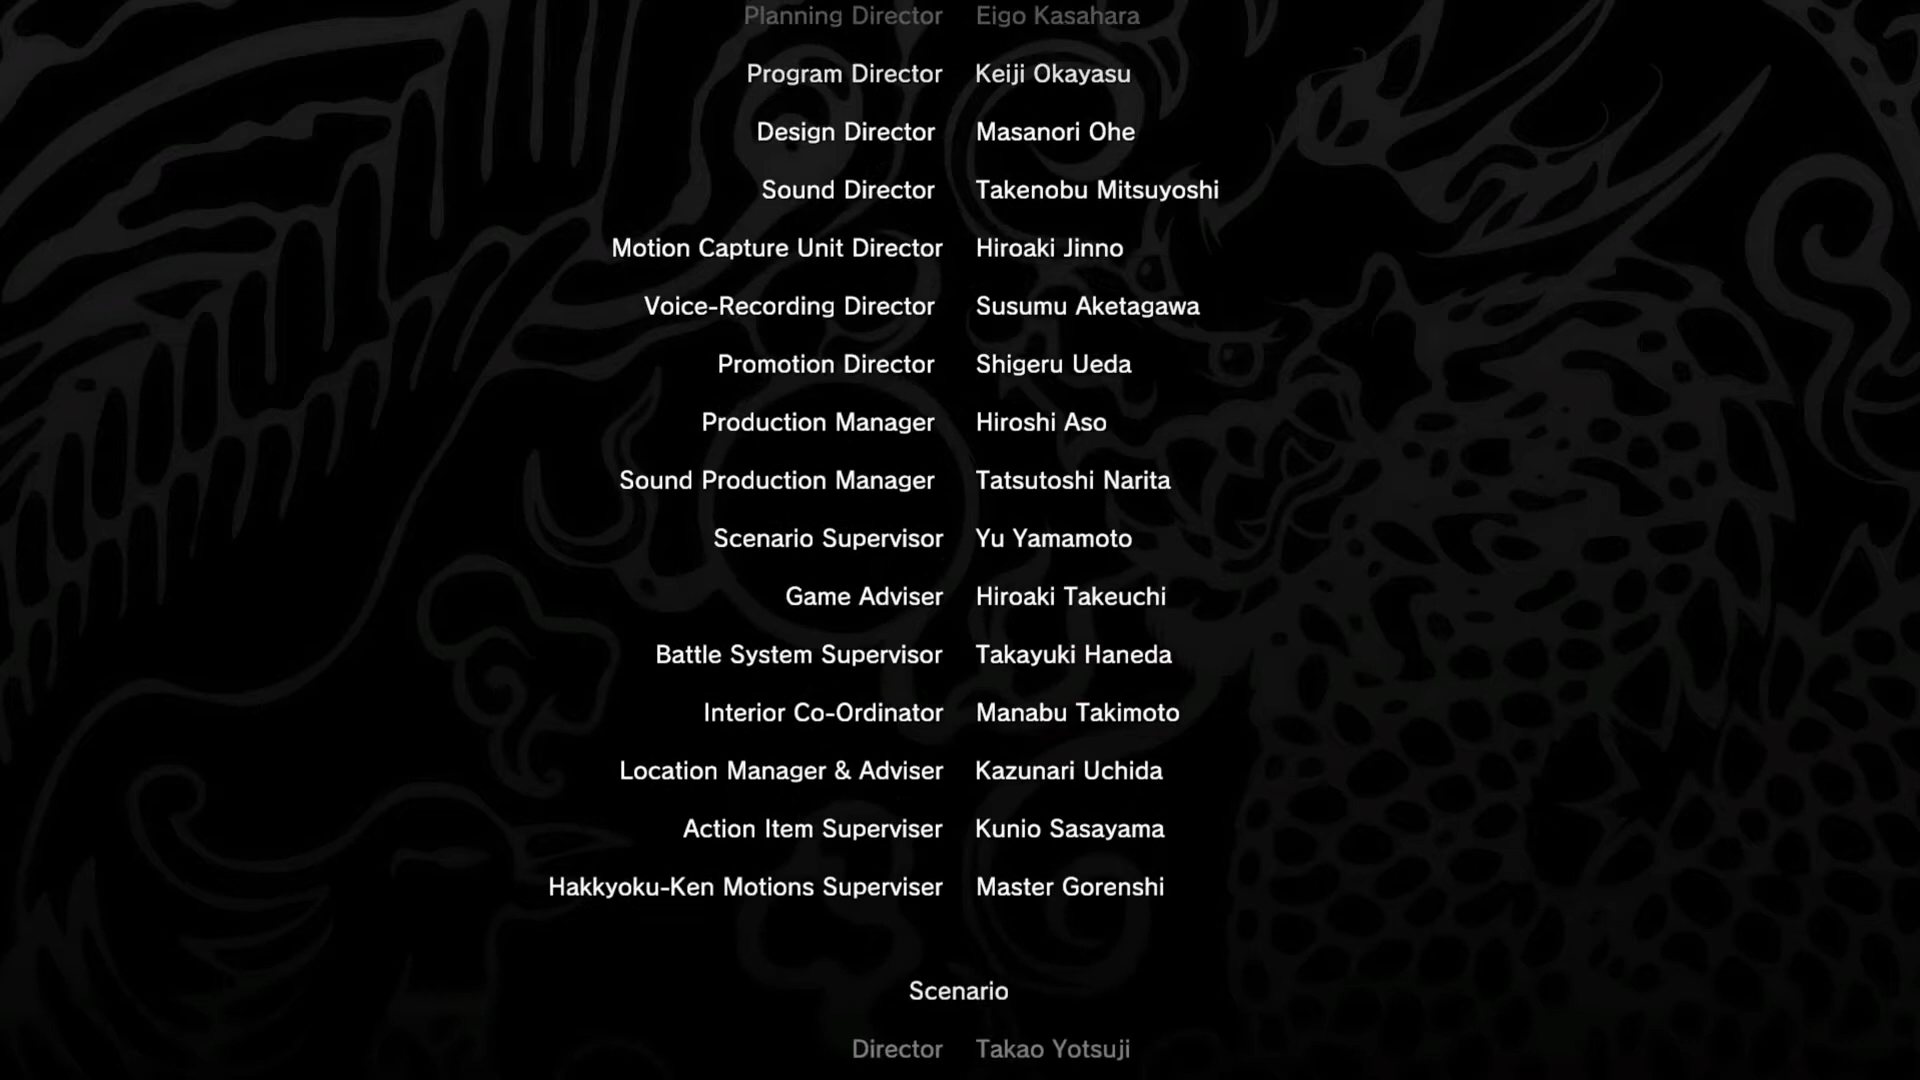 Planning Director Eigo Kasahara
Program Director Keiji Okayasu
Design Director Masanori Ohe
Sound Director Takenobu Mitsuyoshi
Motion Capture Unit Director Hiroaki Jinno
Voice-Recording Director Susumu Aketagawa
Promotion Director Shigeru Ueda
Production Manager Hiroshi Aso
Sound Production Manager Tatsutoshi Narita
Scenario Supervisor Yu Yamamoto
Game Adviser Hiroaki Takeuchi
Battle System Supervisor Takayuki Haneda
Interior Co-Ordinator Manabu Takimoto
Location Manager & Adviser Kazunari Uchida
Action Item Superviser Kunio Sasayama
Hakkyoku-Ken Motions Superviser Master Gorenshi
Scenario
Director Takao Yotsuji